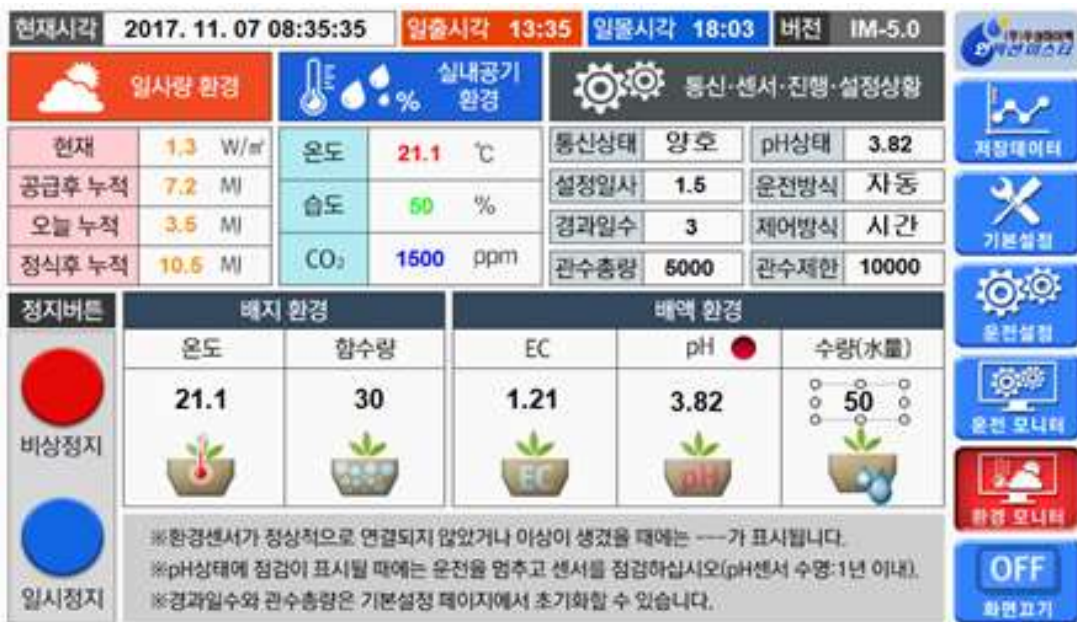 현재시각 2017. 11. 07 08:35:35 일출시각 13:35 일몰시각 18:03 버전 IM-5.0
일사량 환경
현재 1.3 W/㎡
공급후 누적 7.2 MJ
오늘 누적 3.5 MJ
정식후 누적 10.5 MJ
% 실내공기 환경
온도 21.1 ℃
습도 50 %
CO₂ 1500 ppm
통신·센서·진행·설정상황
통신상태 양호 pH상태 3.82
설정일사 1.5 운전방식 자동
경과일수 3 제어방식 시간
관수총량 5000 관수제한 10000
정지버튼
비상정지
일시정지
배지 환경
온도 함수량
21.1 30
배액 환경
EC pH 수량(水量)
1.21 3.82 50
EC pH
※환경센서가 정상적으로 연결되지 않았거나 이상이 생겼을 때에는 ---가 표시됩니다.
※pH상태에 점검이 표시될 때에는 운전을 멈추고 센서를 점검하십시오(pH센서 수명:1년 이내).
※경과일수와 관수총량은 기본설정 페이지에서 초기화할 수 있습니다.
저장데이터
기본설정
운전설정
운전 모니터
환경 모니터
OFF
화면끄기